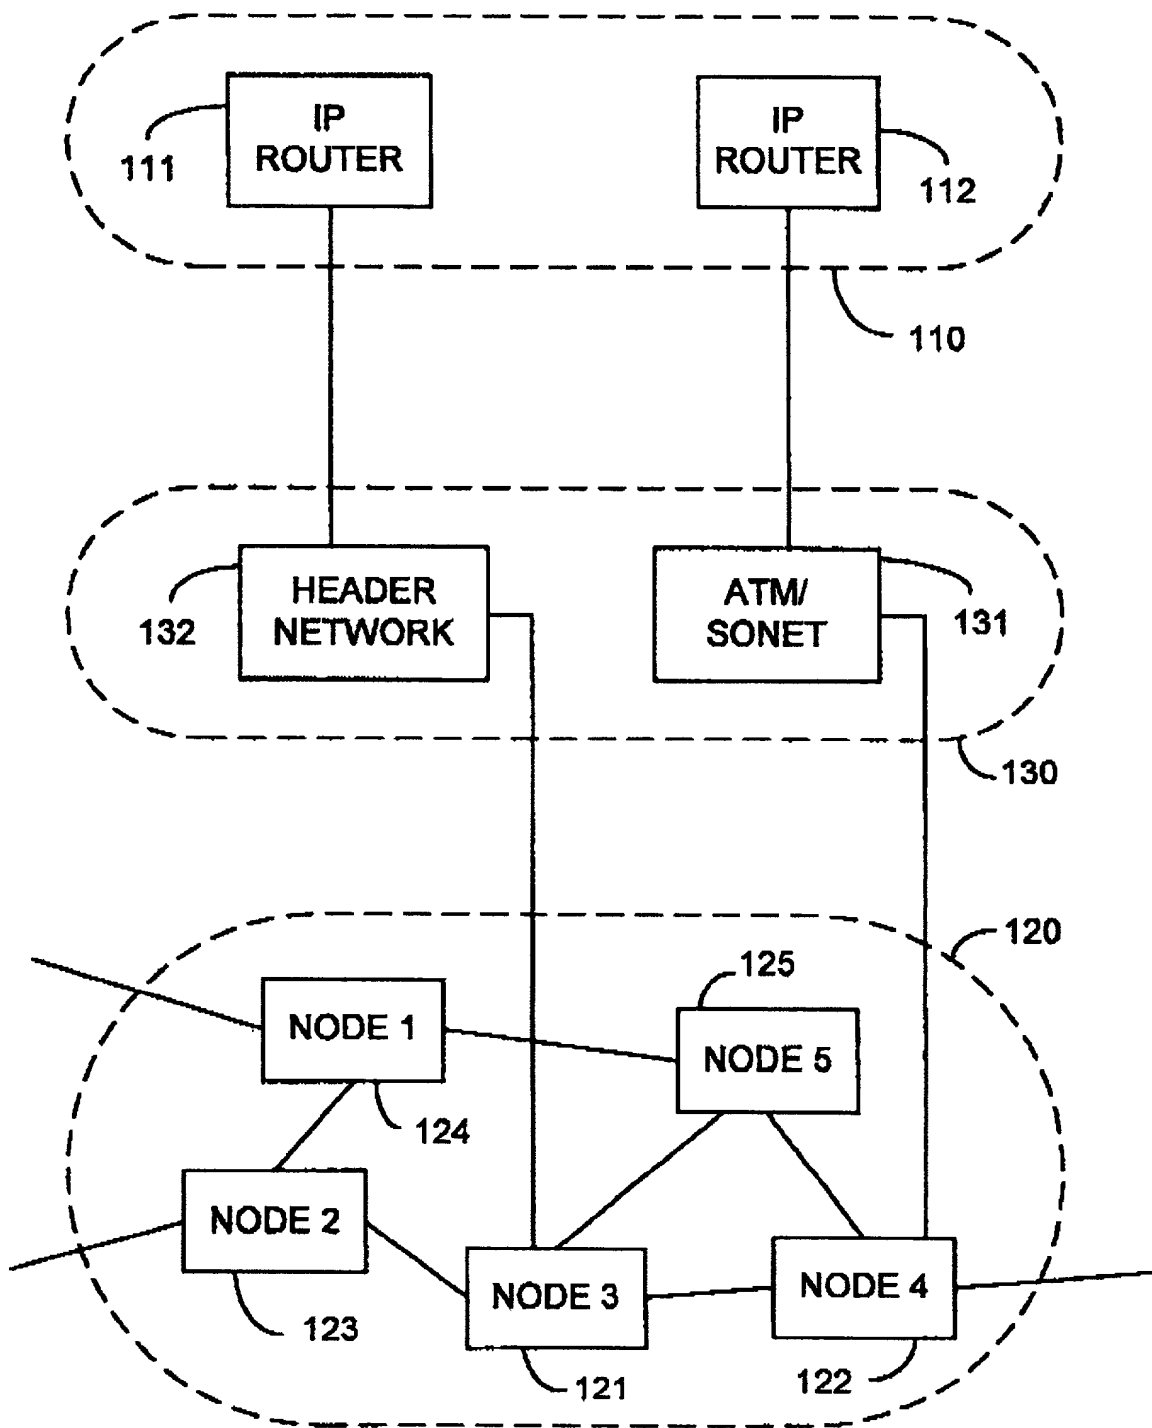 IP
ROUTER
111
IP
ROUTER
112
110
HEADER
NETWORK
132
ATM/
SONET
131
130
120
125
NODE 1
NODE 5
124
NODE 2
NODE 3
NODE 4
123
121
122